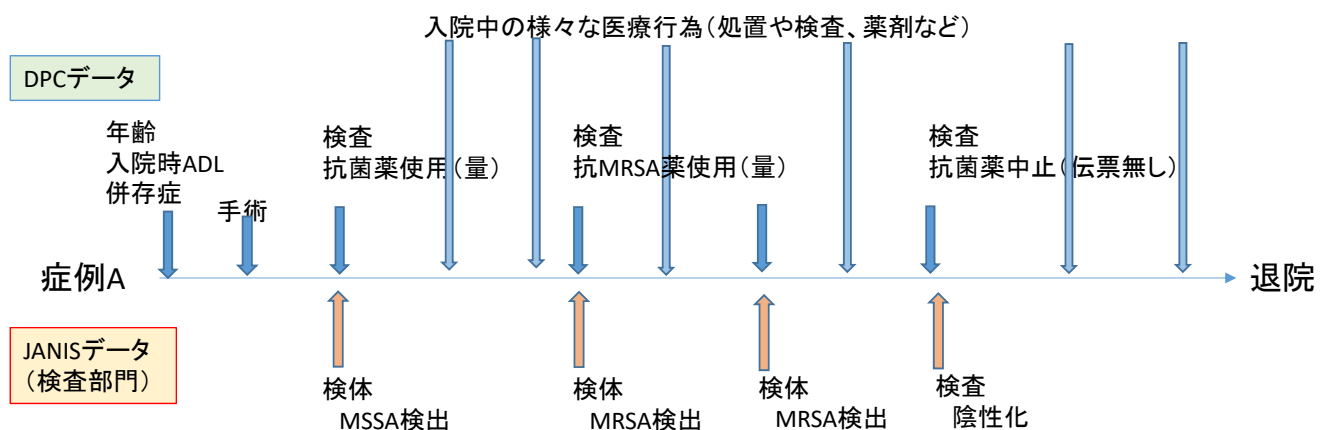 入院中の様々な医療行為(処置や検査、薬剤など)
DPCデータ
年齢
入院時ADL
併存症
手術
検査
抗菌薬使用(量)
検査
抗MRSA薬使用(量)
検査
抗菌薬中止(伝票無し)
症例A
退院
JANISデータ
(検査部門)
検体
MSSA検出
検体
MRSA検出
検体
MRSA検出
検査
陰性化